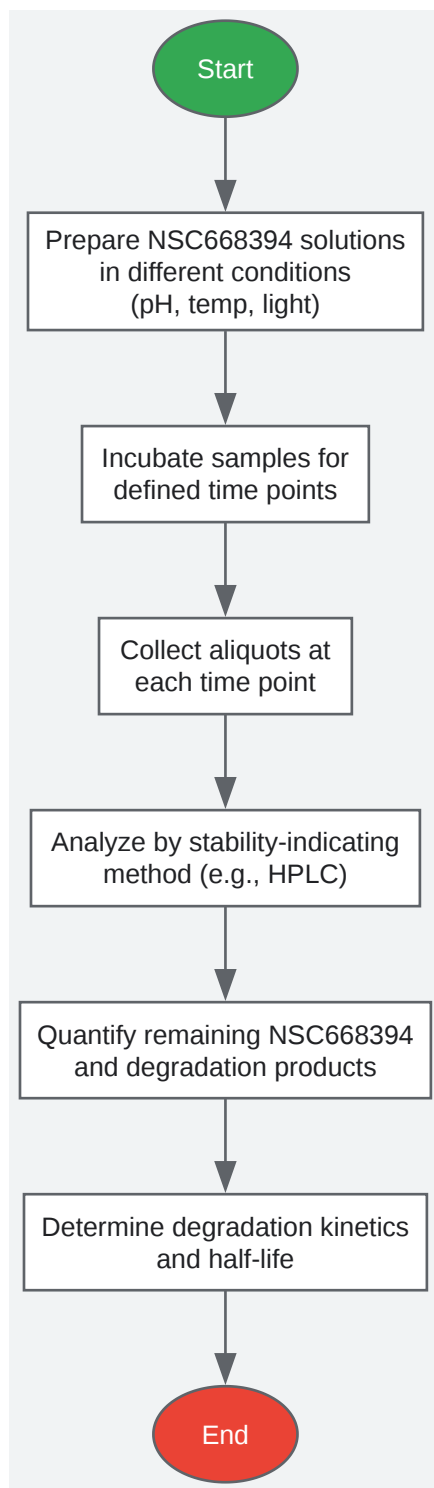 Start
Prepare NSC668394 solutions
in different conditions
(pH, temp, light)
Incubate samples for
defined time points
Collect aliquots at
each time point
Analyze by stability-indicating
method (e.g., HPLC)
Quantify remaining NSC668394
and degradation products
Determine degradation kinetics
and half-life
End